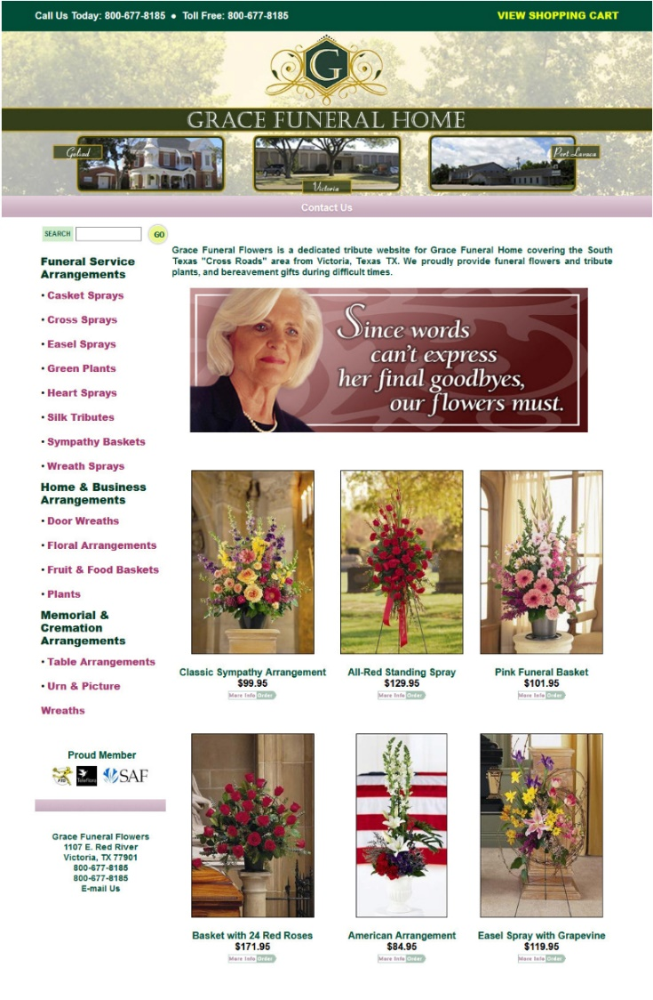 Call Us Today: 800-677-8185 ● Toll Free: 800-677-8185
VIEW SHOPPING CART
G
GRACE FUNERAL HOME
Goliad
Victoria
Port Lavaca
Contact Us
SEARCH
GO
Funeral Service
Arrangements
• Casket Sprays
• Cross Sprays
• Easel Sprays
• Green Plants
• Heart Sprays
• Silk Tributes
• Sympathy Baskets
• Wreath Sprays
Home & Business
Arrangements
• Door Wreaths
• Floral Arrangements
• Fruit & Food Baskets
• Plants
Memorial &
Cremation
Arrangements
• Table Arrangements
• Urn & Picture
Wreaths
Proud Member
Teleflora
SAF
Grace Funeral Flowers
1107 E. Red River
Victoria, TX 77901
800-677-8185
800-677-8185
E-mail Us
Grace Funeral Flowers is a dedicated tribute website for Grace Funeral Home covering the South
Texas "Cross Roads" area from Victoria, Texas TX. We proudly provide funeral flowers and tribute
plants, and bereavement gifts during difficult times.
Since words
can't express
her final goodbyes,
our flowers must.
Classic Sympathy Arrangement
$99.95
More Info Order
All-Red Standing Spray
$129.95
More Info Order
Pink Funeral Basket
$101.95
More Info Order
Basket with 24 Red Roses
$171.95
More Info Order
American Arrangement
$84.95
More Info Order
Easel Spray with Grapevine
$119.95
More Info Order